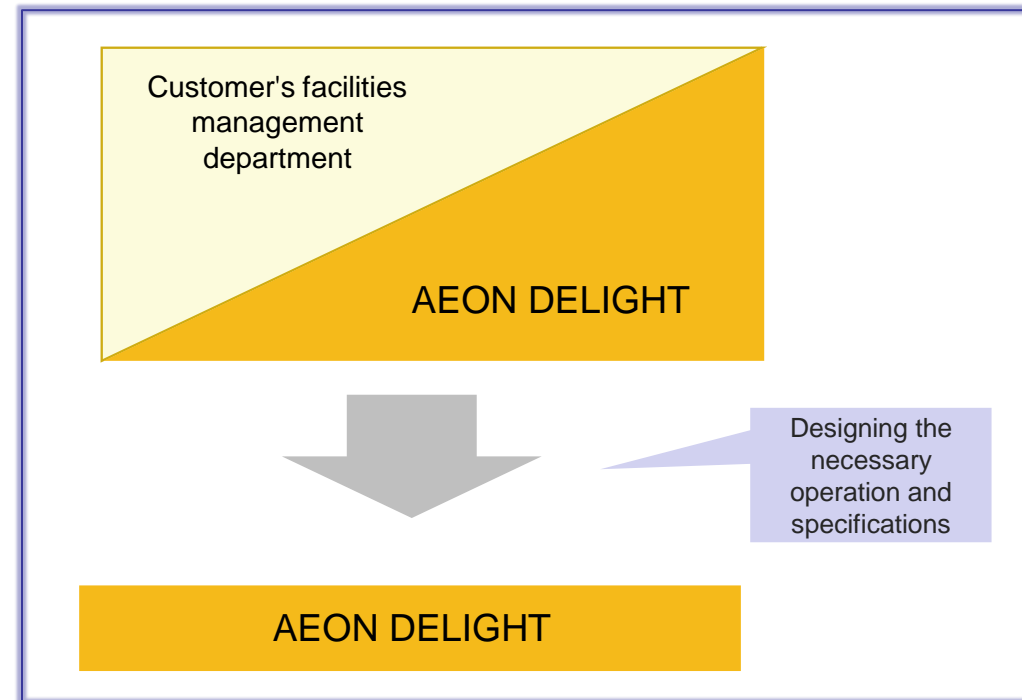 Customer's facilities
management
department
AEON DELIGHT
Designing the
necessary
operation and
specifications
AEON DELIGHT